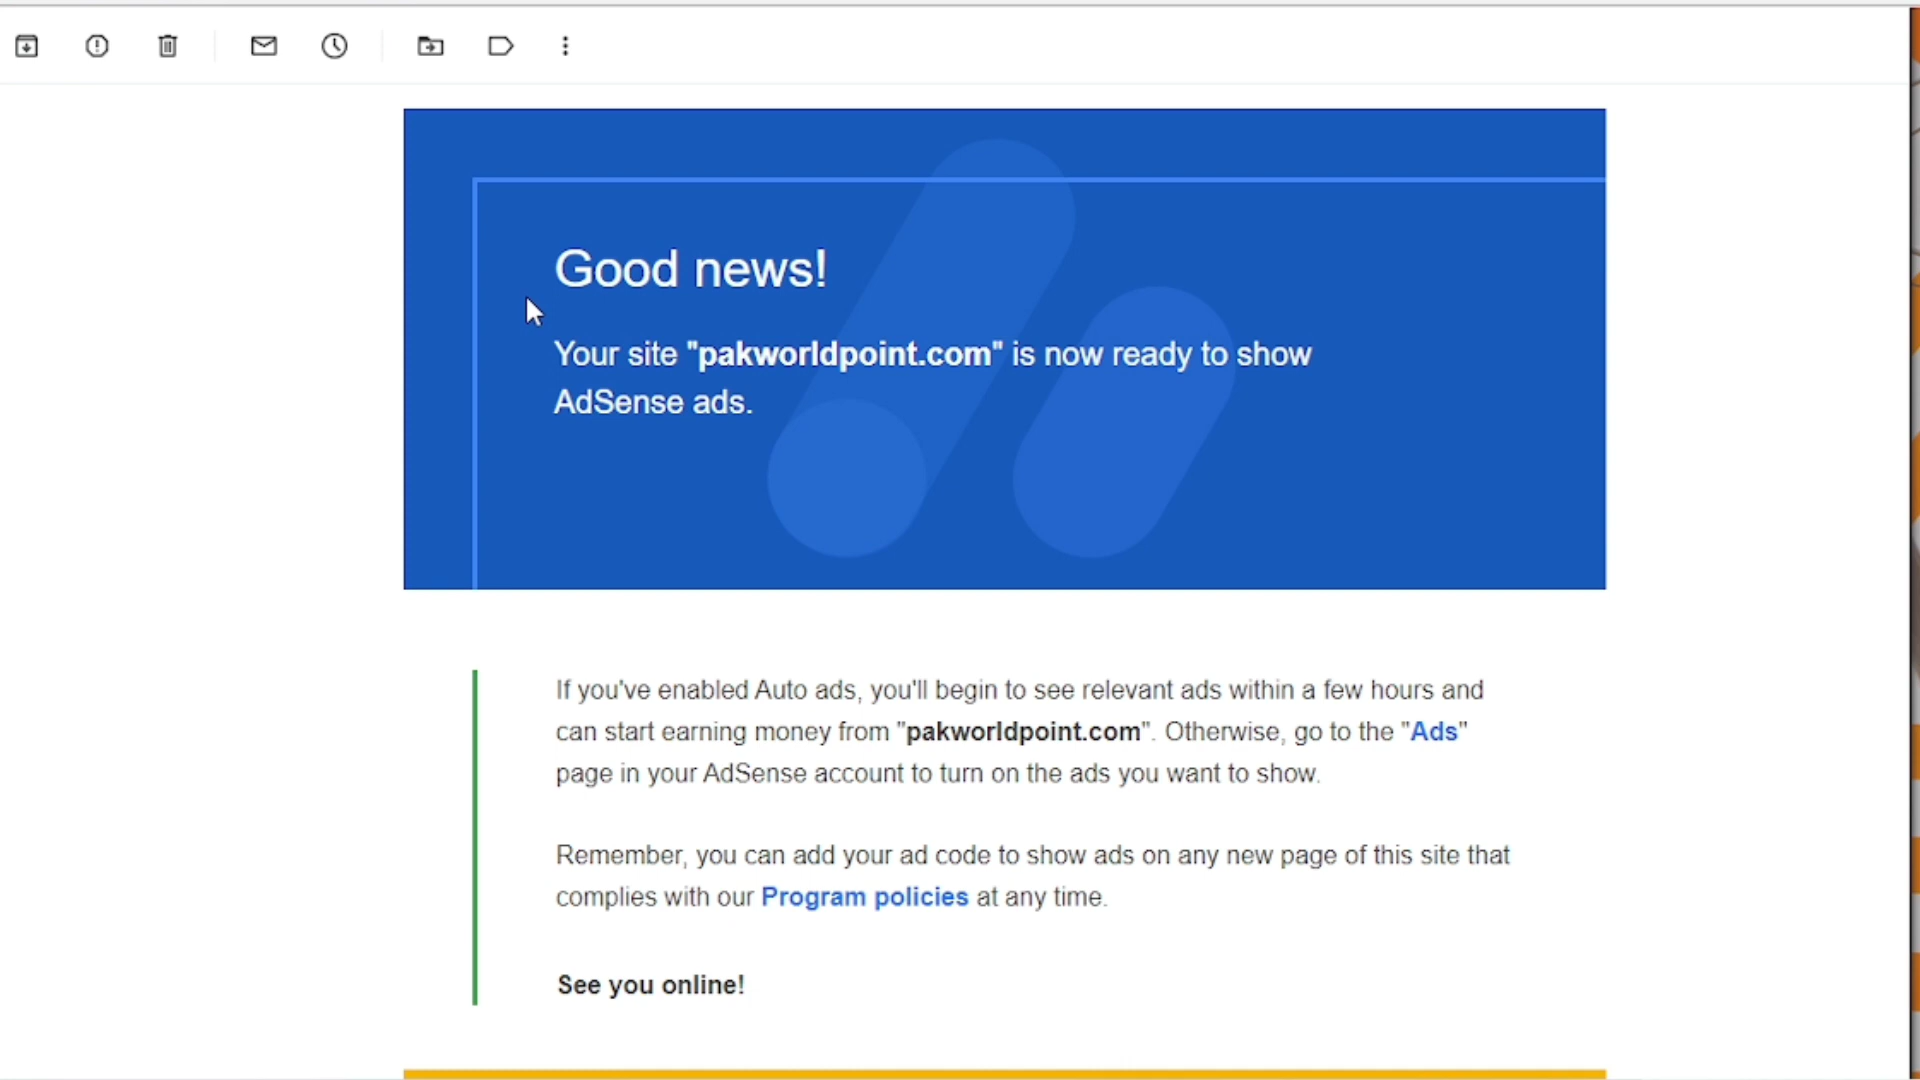 Good news!
Your site "pakworldpoint.com" is now ready to show
AdSense ads.
If you've enabled Auto ads, you'll begin to see relevant ads within a few hours and
can start earning money from "pakworldpoint.com". Otherwise, go to the "Ads"
page in your AdSense account to turn on the ads you want to show.
Remember, you can add your ad code to show ads on any new page of this site that
complies with our Program policies at any time.
See you online!